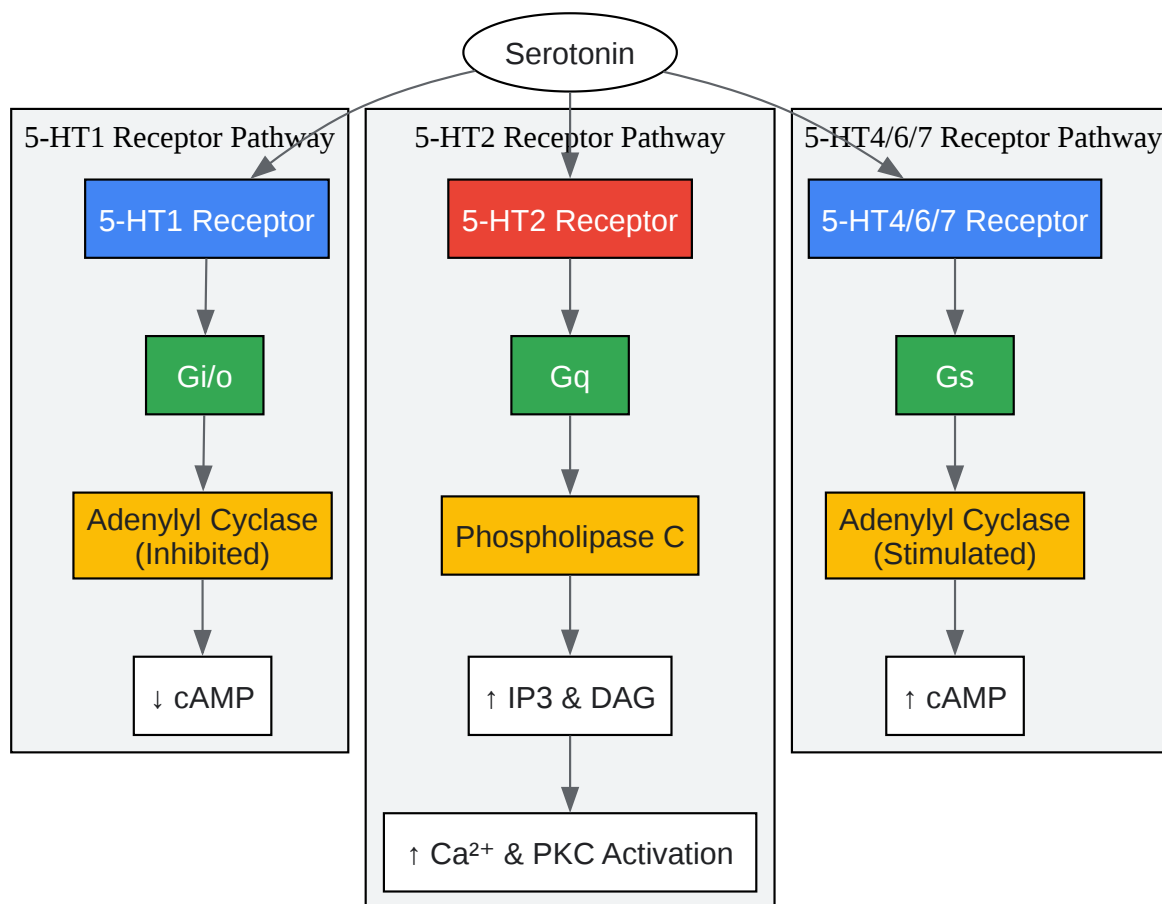 Serotonin
5-HT1 Receptor Pathway
5-HT1 Receptor
Gi/o
Adenylyl Cyclase
(Inhibited)
↓ cAMP
5-HT2 Receptor Pathway
5-HT2 Receptor
Gq
Phospholipase C
↑ IP3 & DAG
↑ Ca²⁺ & PKC Activation
5-HT4/6/7 Receptor Pathway
5-HT4/6/7 Receptor
Gs
Adenylyl Cyclase
(Stimulated)
↑ cAMP